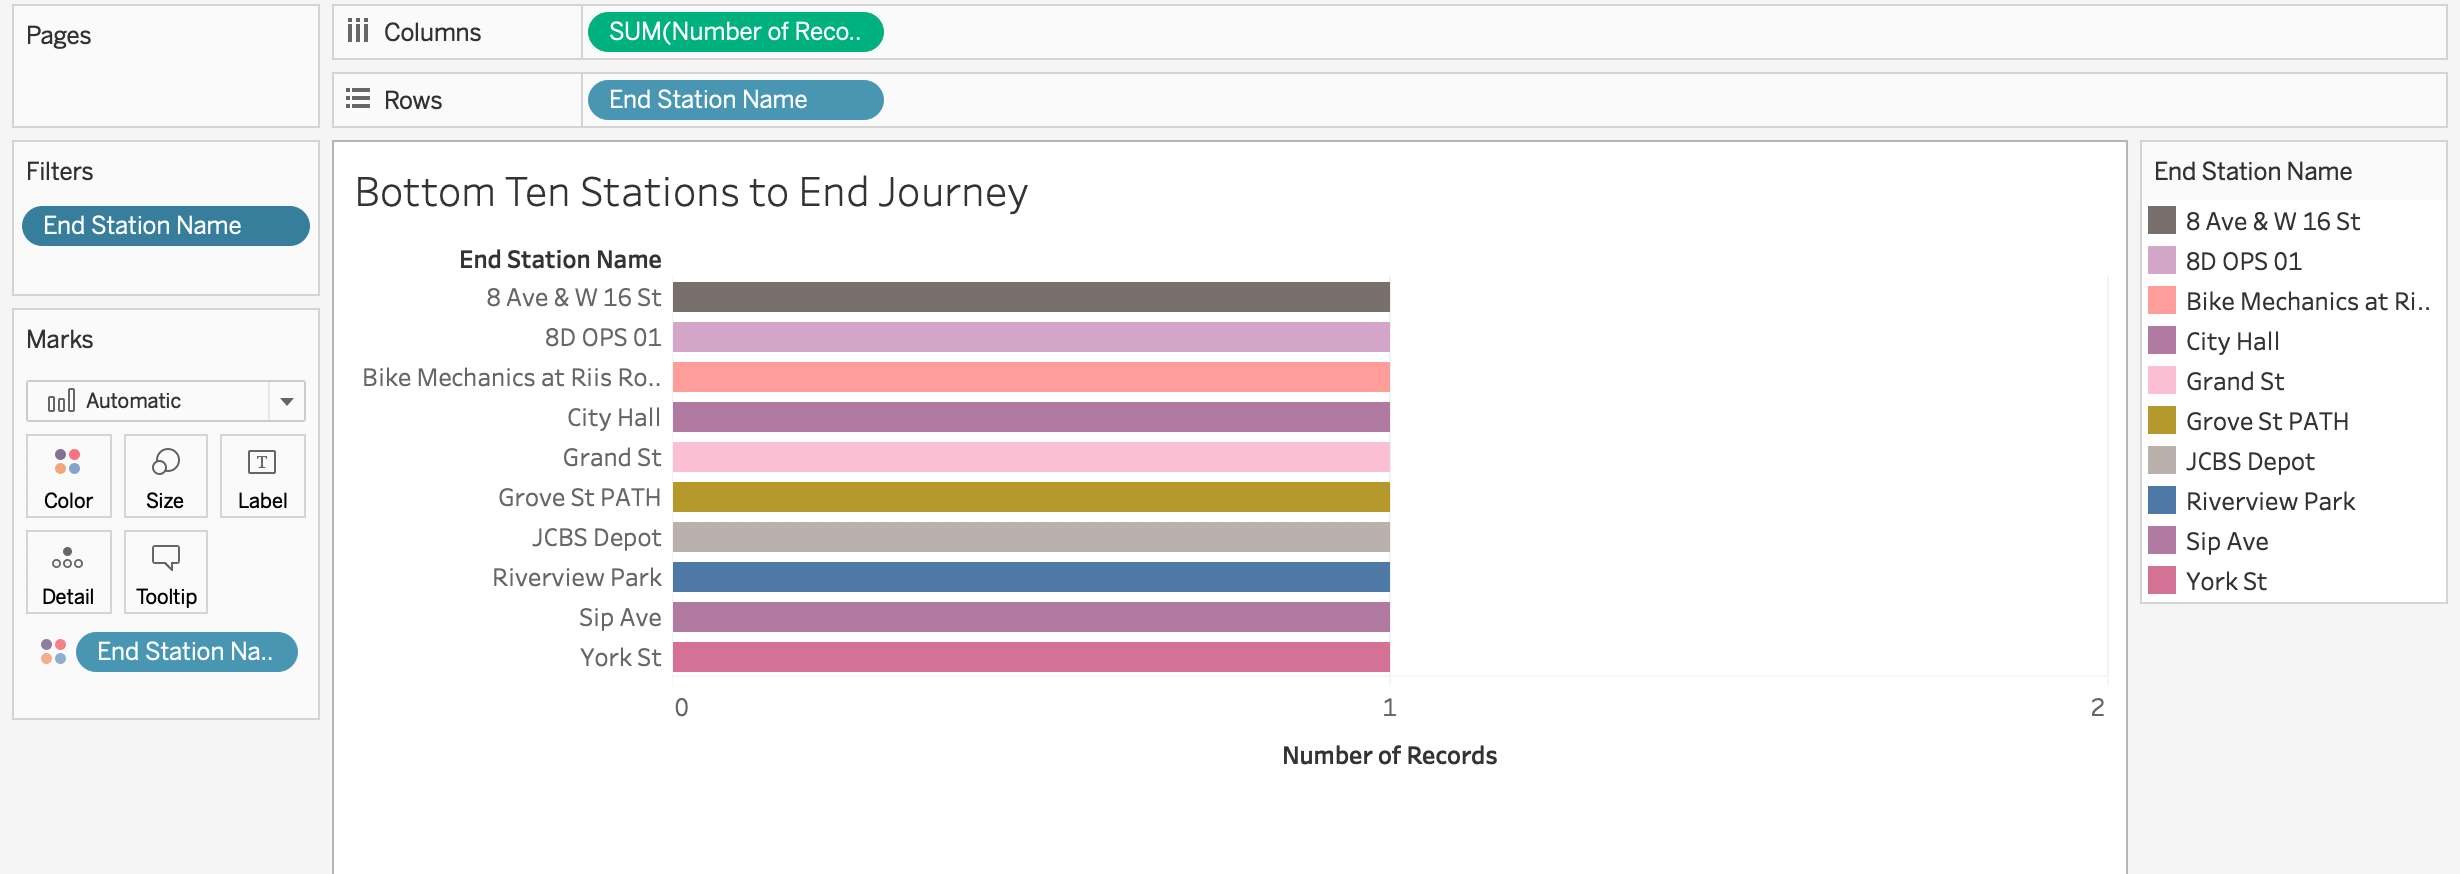 Pages
Columns
SUM(Number of Reco..
Rows
End Station Name
Filters
End Station Name
Marks
Automatic
Color
Size
T
Label
Detail
Tooltip
End Station Na..
Bottom Ten Stations to End Journey
End Station Name
8 Ave & W 16 St
8D OPS 01
Bike Mechanics at Riis Ro..
City Hall
Grand St
Grove St PATH
JCBS Depot
Riverview Park
Sip Ave
York St
0
1
2
Number of Records
End Station Name
8 Ave & W 16 St
8D OPS 01
Bike Mechanics at Ri..
City Hall
Grand St
Grove St PATH
JCBS Depot
Riverview Park
Sip Ave
York St